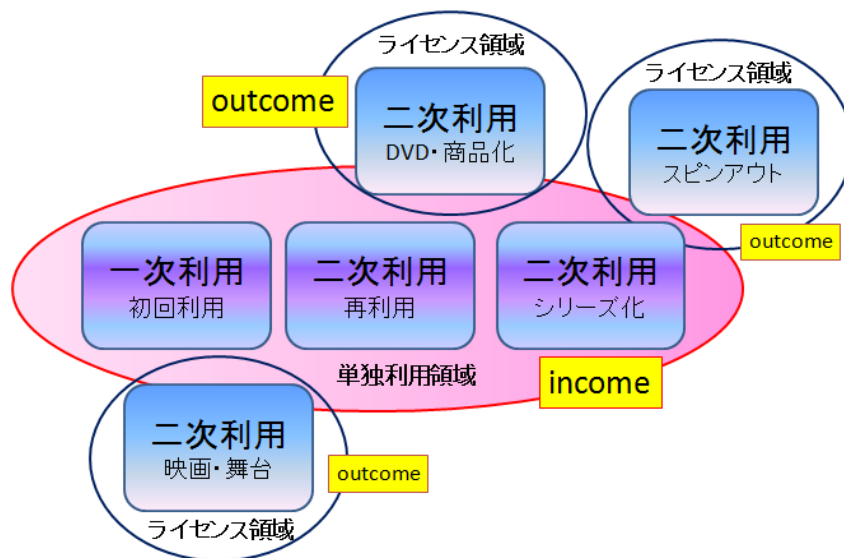 ライセンス領域
outcome
二次利用
DVD・商品化
ライセンス領域
二次利用
スピンアウト
outcome
一次利用
初回利用
二次利用
再利用
二次利用
シリーズ化
単独利用領域
income
二次利用
映画・舞台
outcome
ライセンス領域